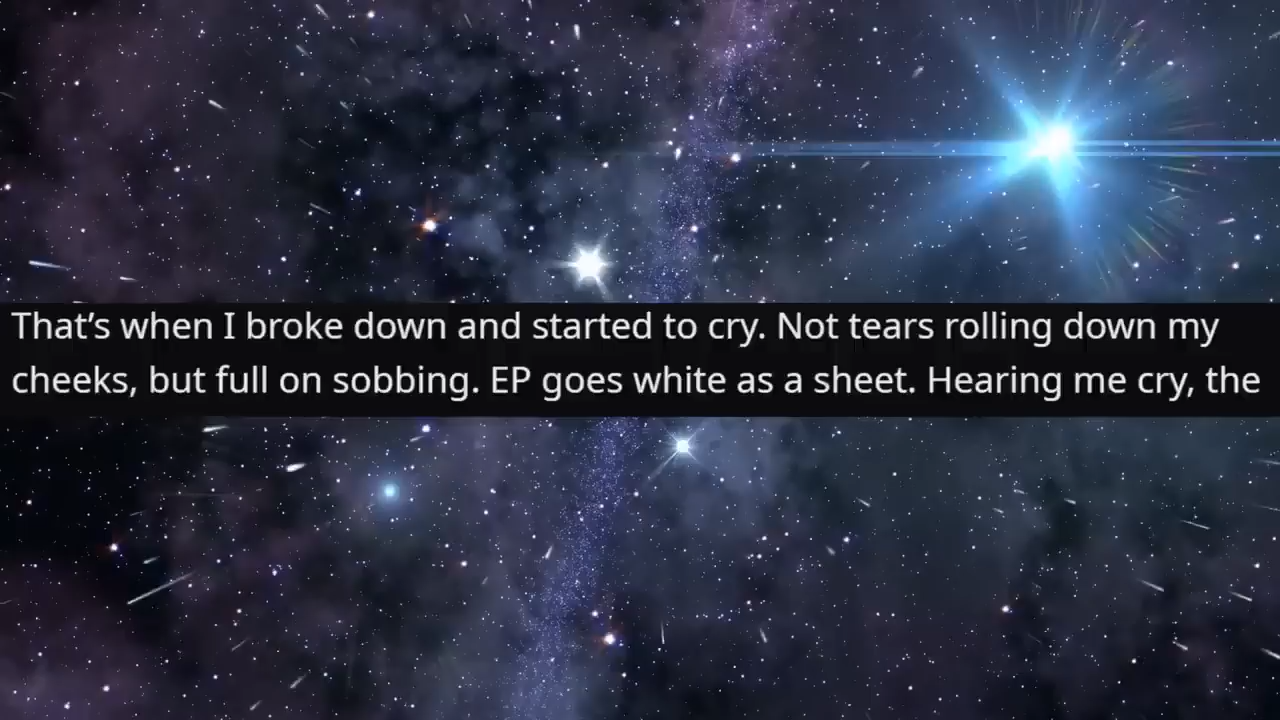 That’s when I broke down and started to cry. Not tears rolling down my
cheeks, but full on sobbing. EP goes white as a sheet. Hearing me cry, the